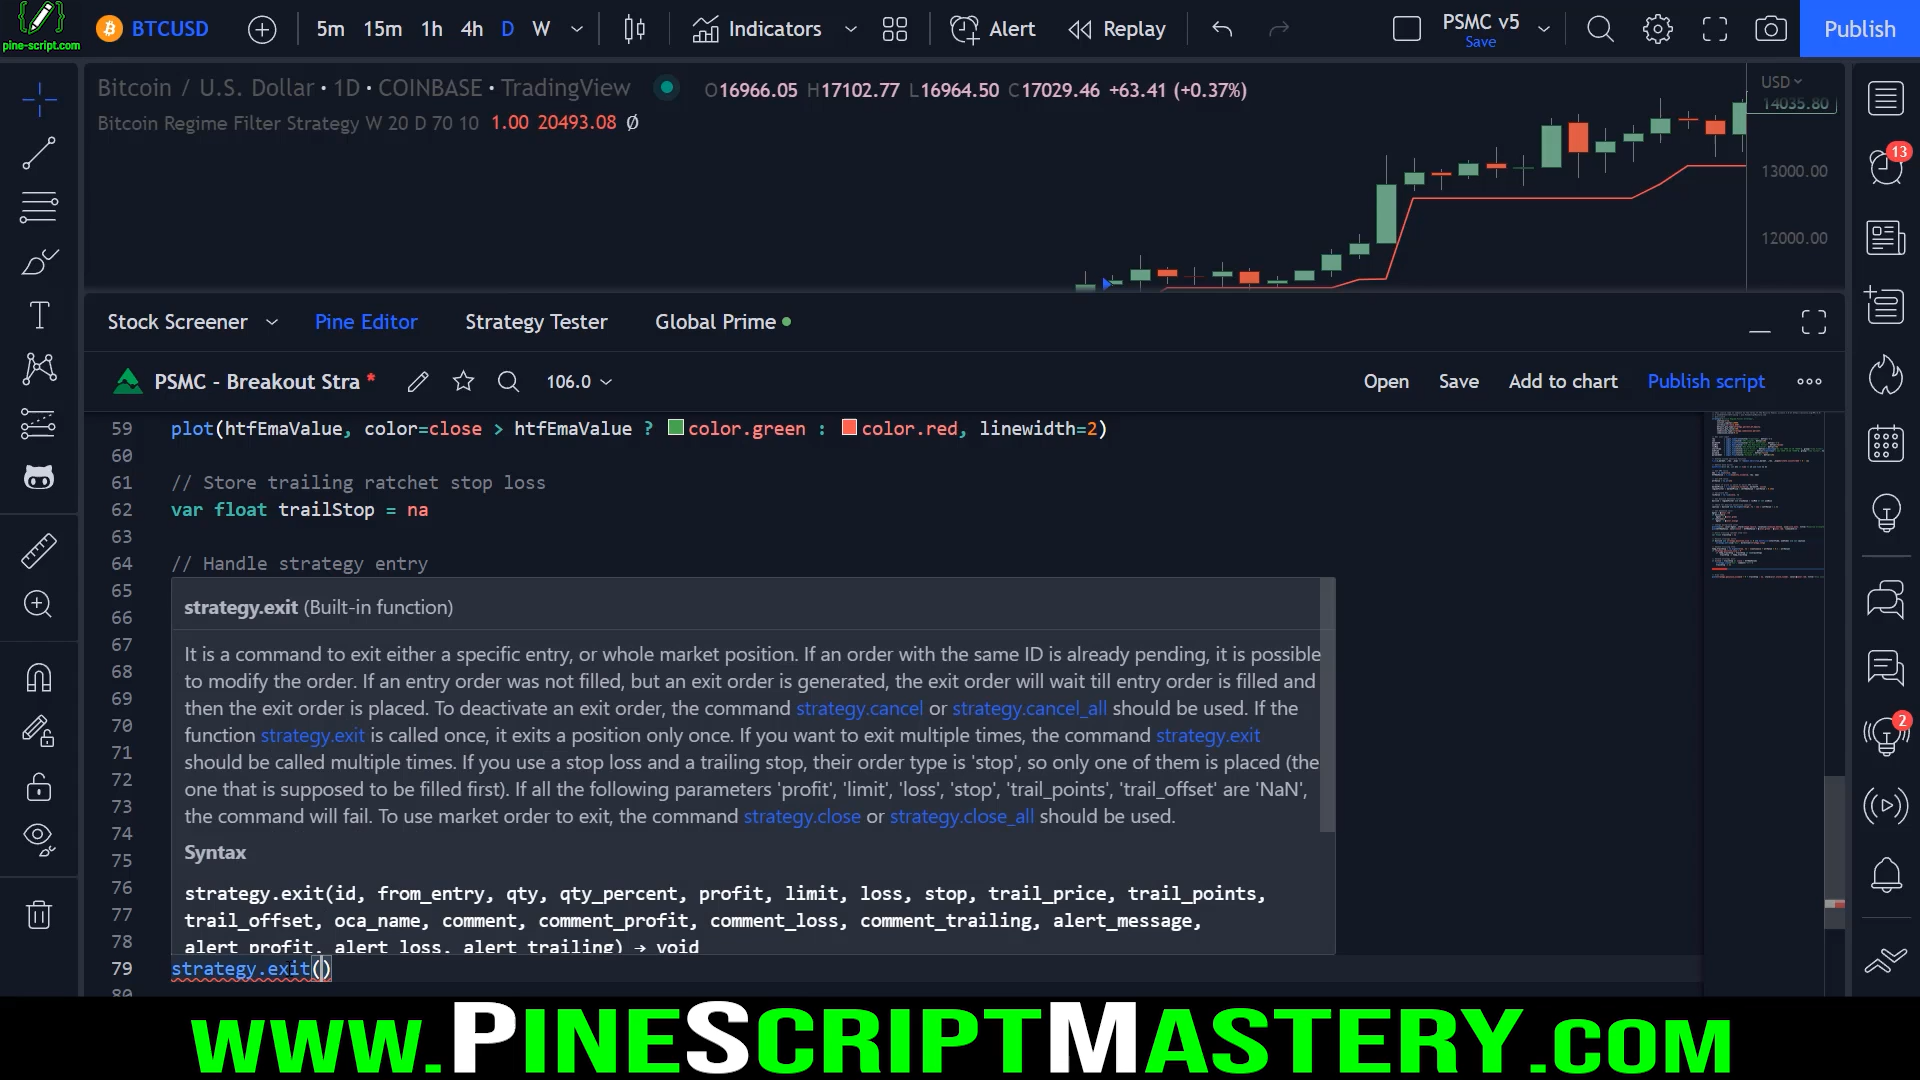 pine-script.com
BTCUSD
5m 15m 1h 4h D W
Indicators
Alert
Replay
PSMC v5
Save
Publish
Bitcoin / U.S. Dollar • 1D • COINBASE • TradingView
O16966.05 H17102.77 L16964.50 C17029.46 +63.41 (+0.37%)
USD
14035.80
Bitcoin Regime Filter Strategy W 20 D 70 10 1.00 20493.08 Ø
13
13000.00
12000.00
Stock Screener
Pine Editor
Strategy Tester
Global Prime
PSMC - Breakout Stra *
106.0
Open
Save
Add to chart
Publish script
59 plot(htfEmaValue, color=close > htfEmaValue ? color.green : color.red, linewidth=2)
60
61 // Store trailing ratchet stop loss
62 var float trailStop = na
63
64 // Handle strategy entry
65
66
67
68
69
70
71
72
73
74
75
76
77
78
strategy.exit (Built-in function)
It is a command to exit either a specific entry, or whole market position. If an order with the same ID is already pending, it is possible
to modify the order. If an entry order was not filled, but an exit order is generated, the exit order will wait till entry order is filled and
then the exit order is placed. To deactivate an exit order, the command strategy.cancel or strategy.cancel_all should be used. If the
function strategy.exit is called once, it exits a position only once. If you want to exit multiple times, the command strategy.exit
should be called multiple times. If you use a stop loss and a trailing stop, their order type is 'stop', so only one of them is placed (the
one that is supposed to be filled first). If all the following parameters 'profit', 'limit', 'loss', 'stop', 'trail_points', 'trail_offset' are 'NaN',
the command will fail. To use market order to exit, the command strategy.close or strategy.close_all should be used.
Syntax
strategy.exit(id, from_entry, qty, qty_percent, profit, limit, loss, stop, trail_price, trail_points,
trail_offset, oca_name, comment, comment_profit, comment_loss, comment_trailing, alert_message,
alert_profit, alert_loss, alert_trailing) → void
79 strategy.exit()
80
2
www.PineScriptMastery.com